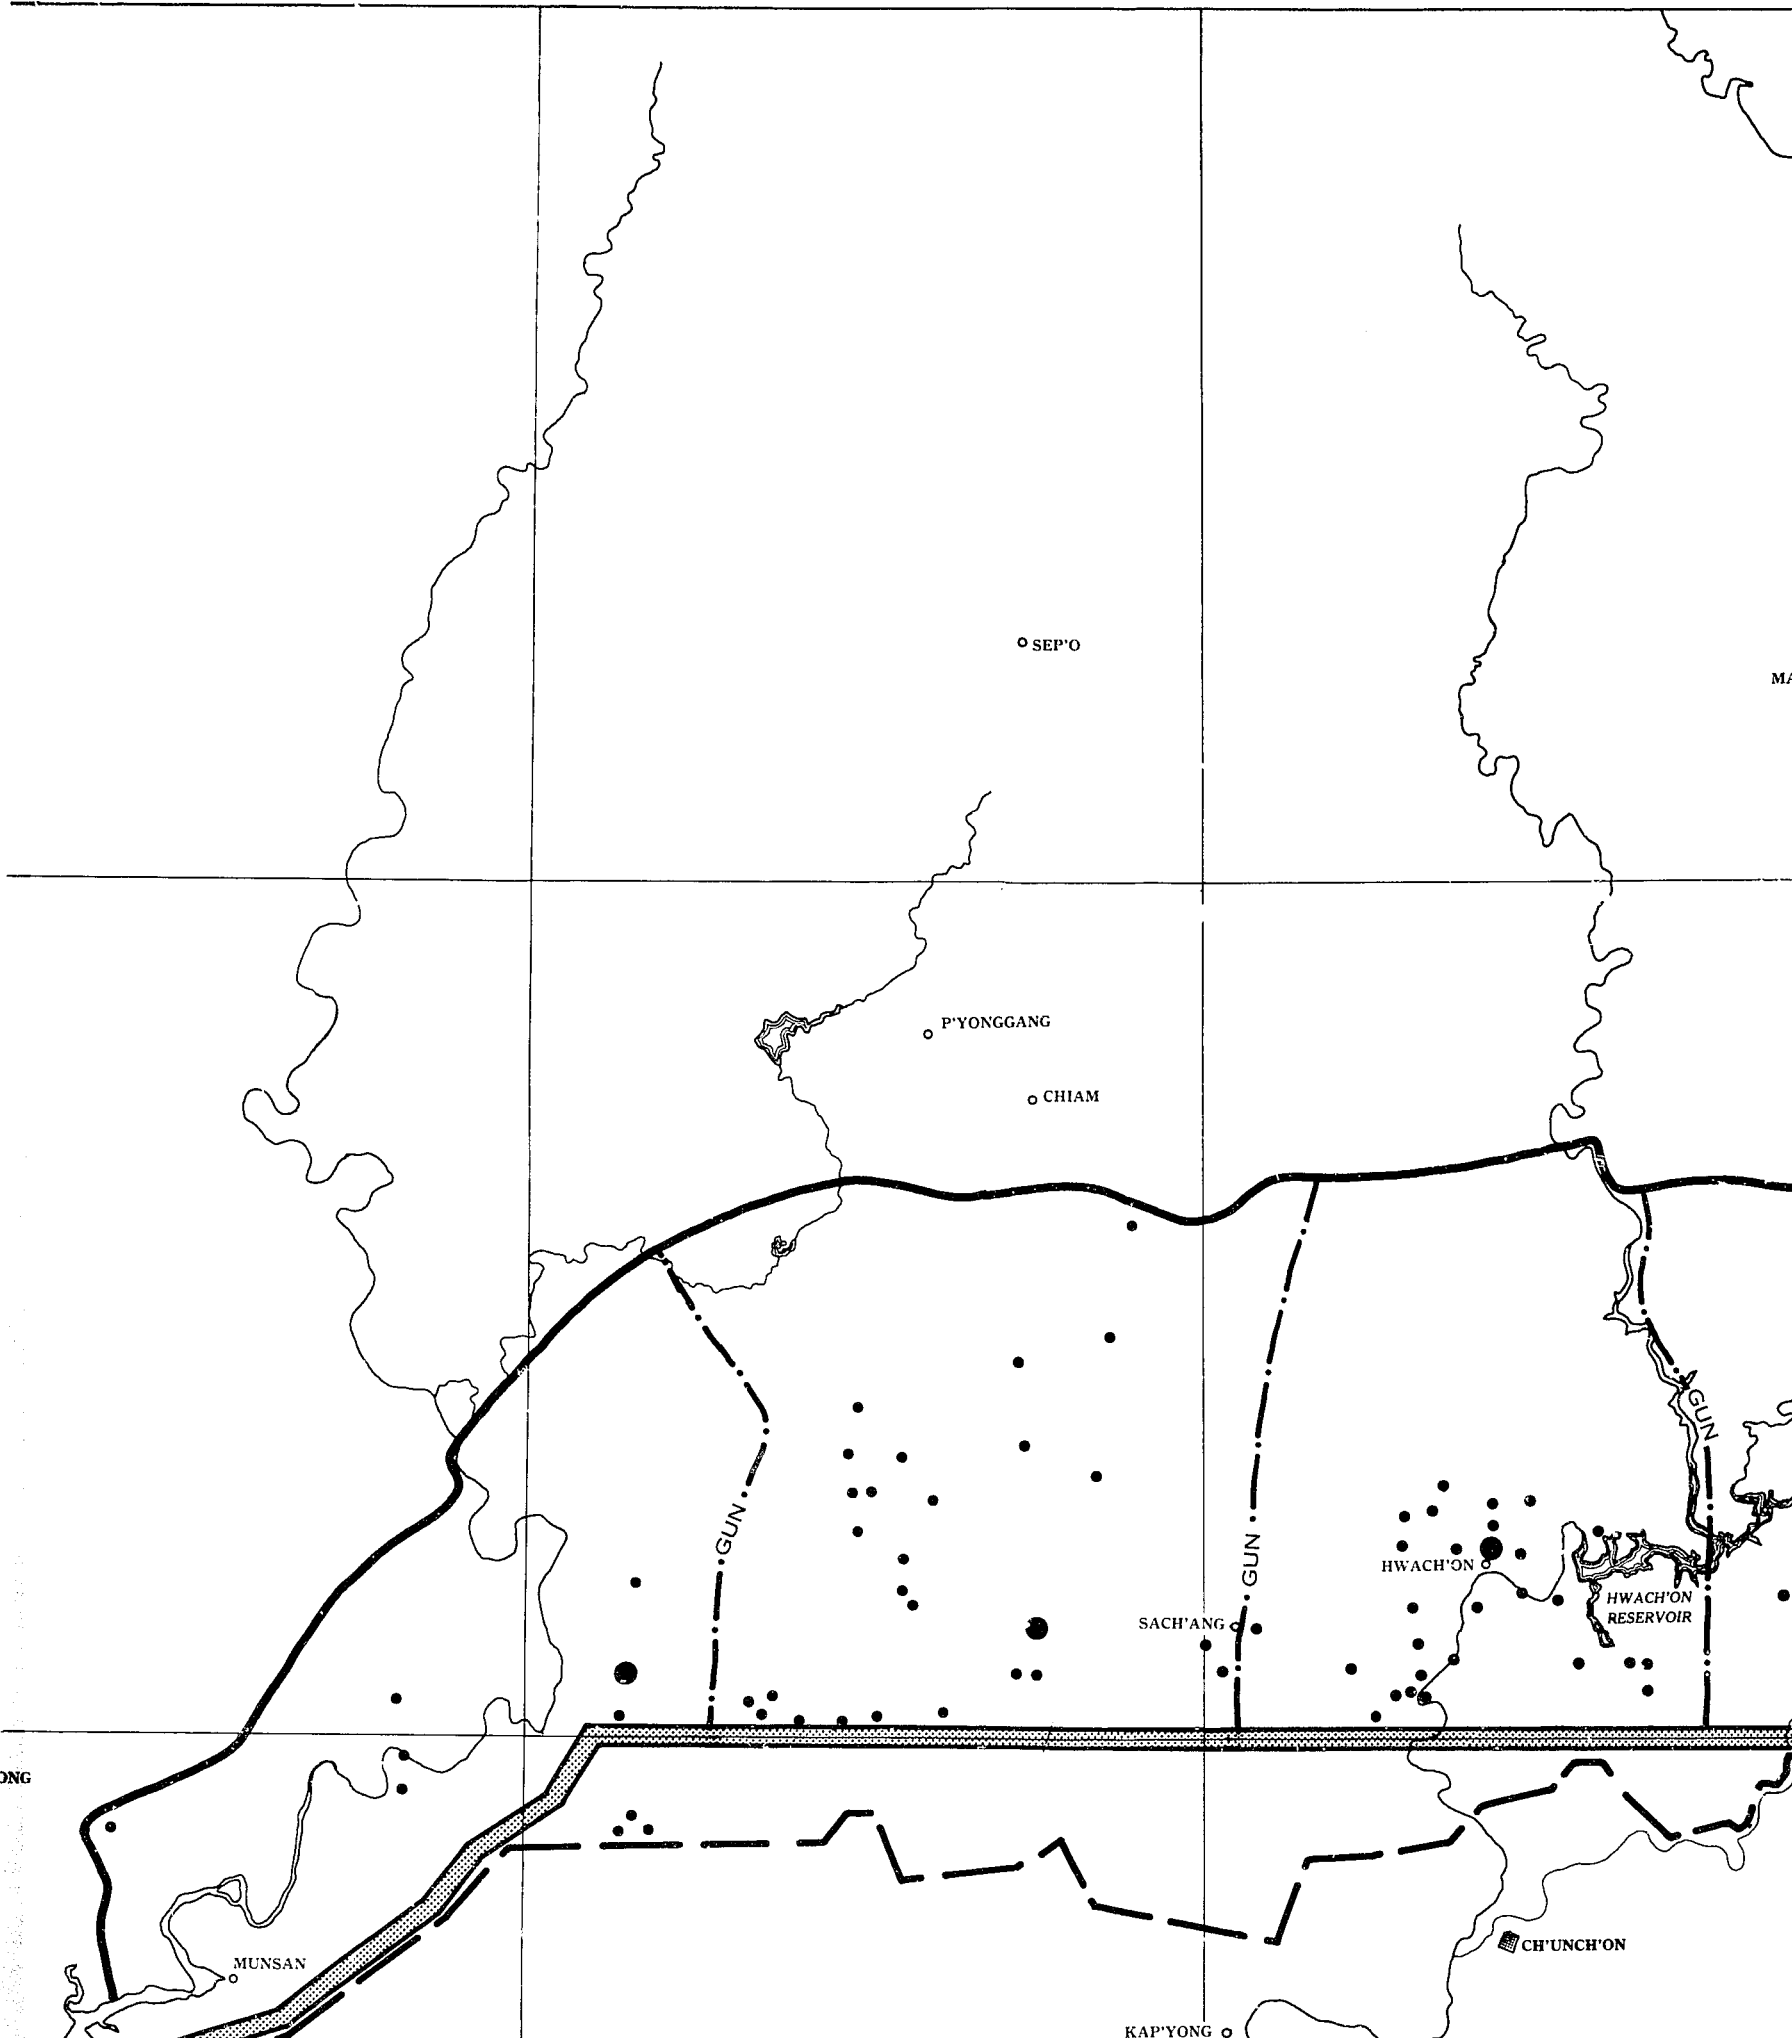 SEP'O
MA
P'YONGGANG
CHIAM
GUN
GUN
GUN
HWACH'ON
HWACH'ON
RESERVOIR
SACH'ANG
ONG
MUNSAN
CH'UNCH'ON
KAP'YONG